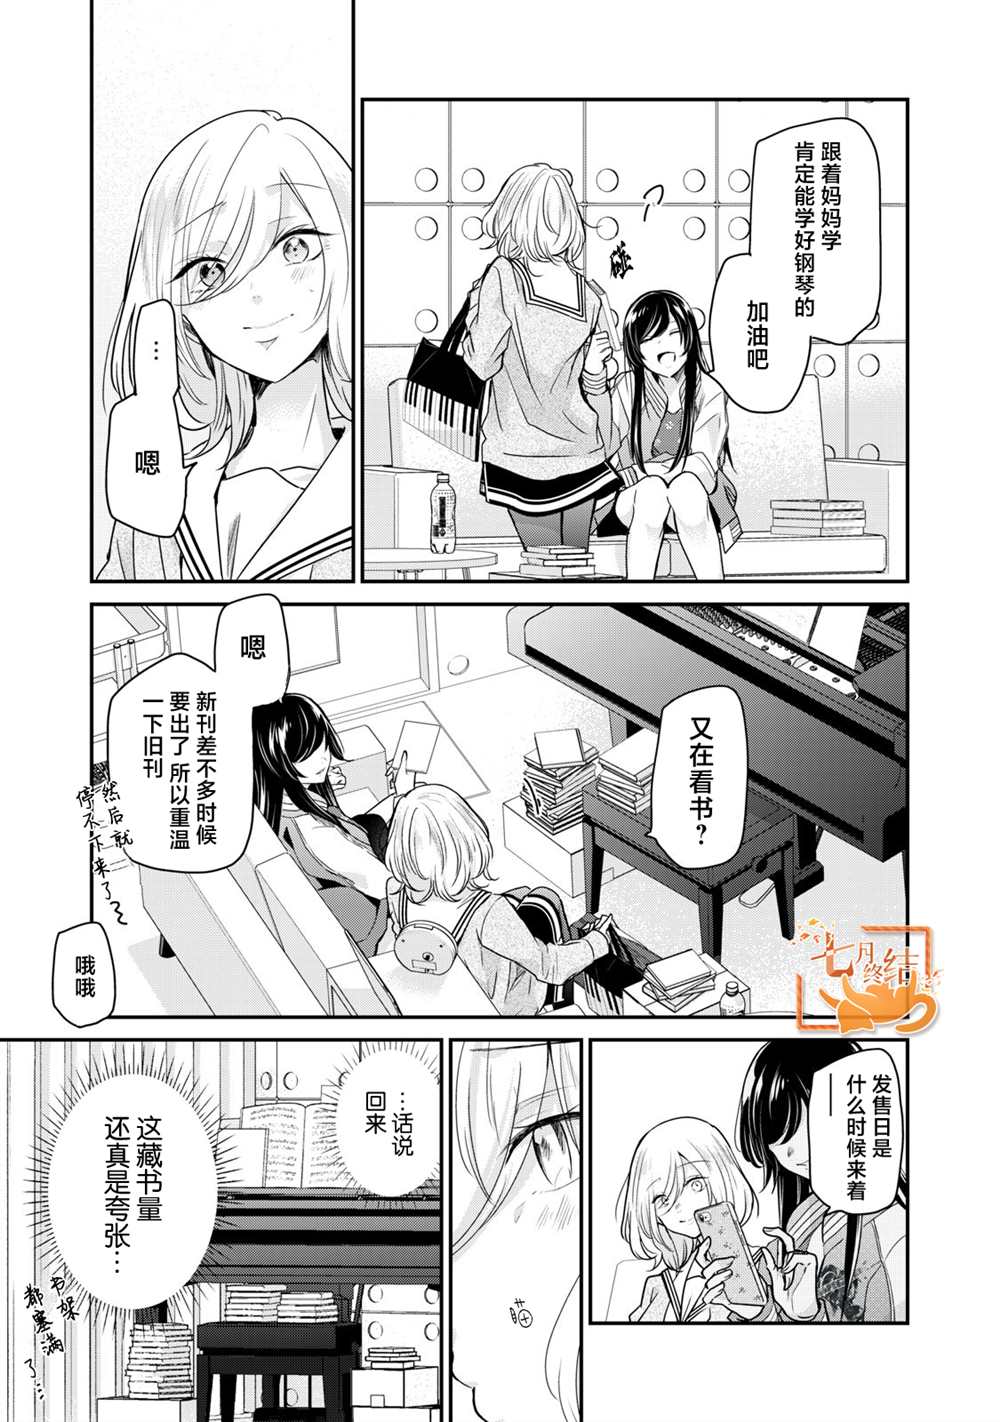 跟着妈妈学
肯定能学好钢琴的
加油吧
碰
…
嗯
又在看书?
嗯
新刊差不多时候
要出了 所以重温
一下旧刊
然后就
停不下来了～
哦
哦
发售日是
什么时候来着
——
瞄
…话说
回来
这藏书量
还真是夸张…
书架
都塞满
了…
七月
终结